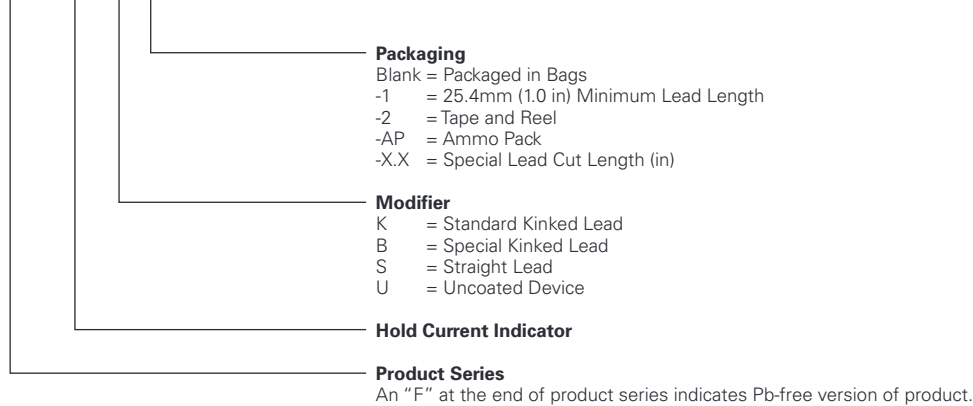 Packaging
Blank = Packaged in Bags
-1 = 25.4mm (1.0 in) Minimum Lead Length
-2 = Tape and Reel
-AP = Ammo Pack
-X.X = Special Lead Cut Length (in)
Modifier
K = Standard Kinked Lead
B = Special Kinked Lead
S = Straight Lead
U = Uncoated Device
Hold Current Indicator
Product Series
An “F” at the end of product series indicates Pb-free version of product.